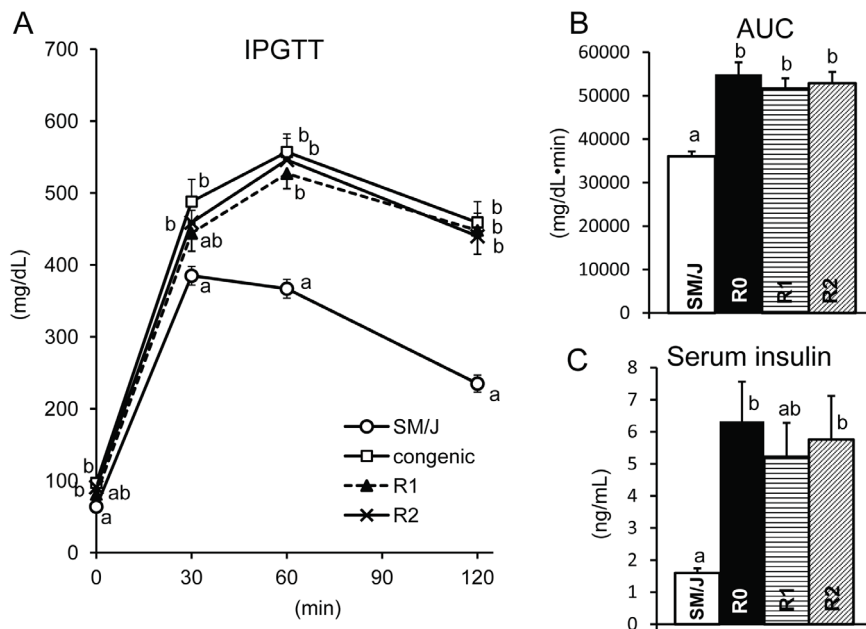 A
IPGTT
700
600
500
400
300
200
100
0
(mg/dL)
b
b
ab
a
b
b
ab
a
b
b
b
a
b
b
b
a
SM/J
congenic
R1
R2
0
30
60
90
120
(min)
B
AUC
60000
50000
40000
30000
20000
10000
0
(mg/dL•min)
a
b
b
b
SM/J
R0
R1
R2
C
Serum insulin
8
7
6
5
4
3
2
1
0
(ng/mL)
a
b
ab
b
SM/J
R0
R1
R2